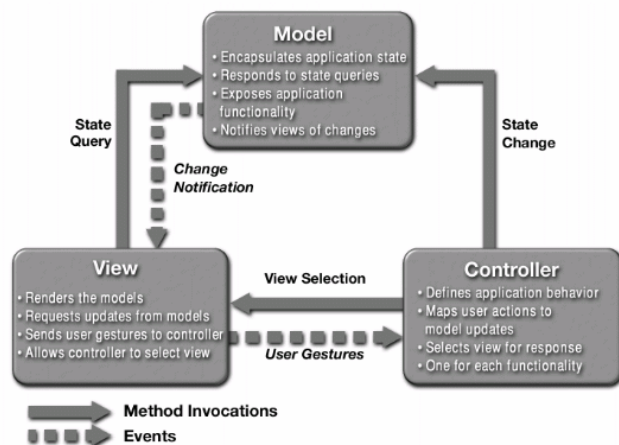 Model
• Encapsulates application state
• Responds to state queries
• Exposes application
functionality
• Notifies views of changes
State
Query
State
Change
Change
Notification
View
• Renders the models
• Requests updates from models
• Sends user gestures to controller
• Allows controller to select view
View Selection
User Gestures
Controller
• Defines application behavior
• Maps user actions to
model updates
• Selects view for response
• One for each functionality
Method Invocations
Events